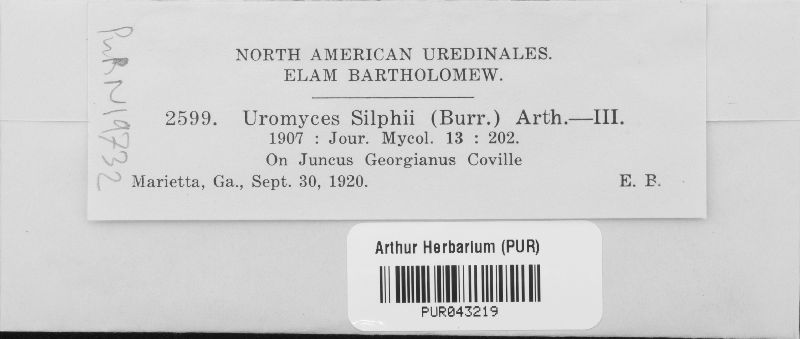 PUR N19732
NORTH AMERICAN UREDINALES.
ELAM BARTHOLOMEW.
2599. Uromyces Silphii (Burr.) Arth.—III.
1907 : Jour. Mycol. 13 : 202.
On Juncus Georgianus Coville
Marietta, Ga., Sept. 30, 1920. E. B.
Arthur Herbarium (PUR)
PUR043219